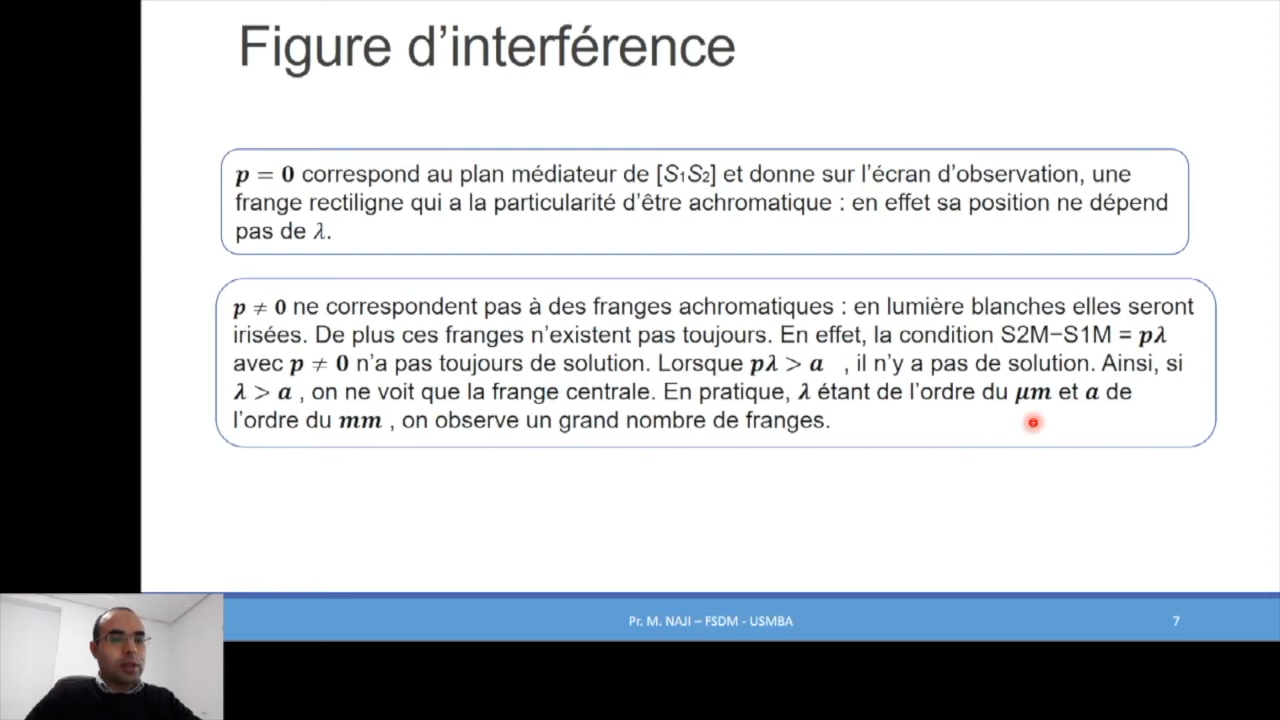 Figure d’interférence
p = 0 correspond au plan médiateur de [S₁S₂] et donne sur l’écran d’observation, une
frange rectiligne qui a la particularité d’être achromatique : en effet sa position ne dépend
pas de λ.
p ≠ 0 ne correspondent pas à des franges achromatiques : en lumière blanches elles seront
irisées. De plus ces franges n’existent pas toujours. En effet, la condition S2M−S1M = pλ
avec p ≠ 0 n’a pas toujours de solution. Lorsque pλ > a , il n’y a pas de solution. Ainsi, si
λ > a , on ne voit que la frange centrale. En pratique, λ étant de l’ordre du μm et a de
l’ordre du mm , on observe un grand nombre de franges.
Pr. M. NAJI – FSDM - USMBA
7